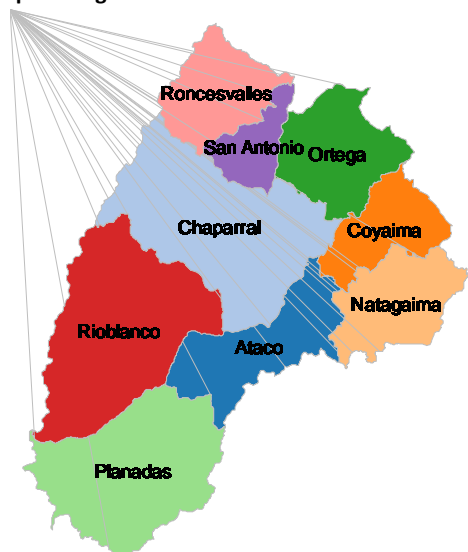 Roncesvalles
San Antonio
Ortega
Chaparral
Coyaima
Natagaima
Rioblanco
Ataco
Planadas